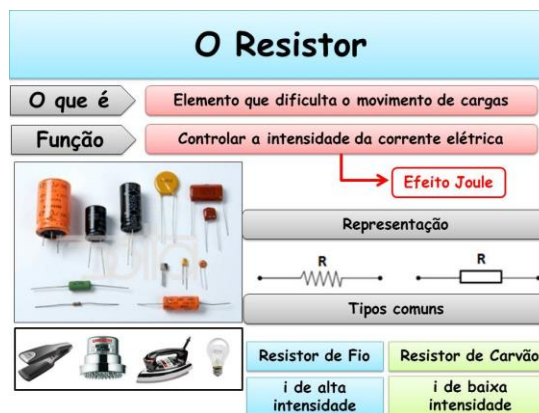 O Resistor
O que é
Elemento que dificulta o movimento de cargas
Função
Controlar a intensidade da corrente elétrica
Efeito Joule
Representação
R
R
Tipos comuns
Resistor de Fio
Resistor de Carvão
i de alta
intensidade
i de baixa
intensidade